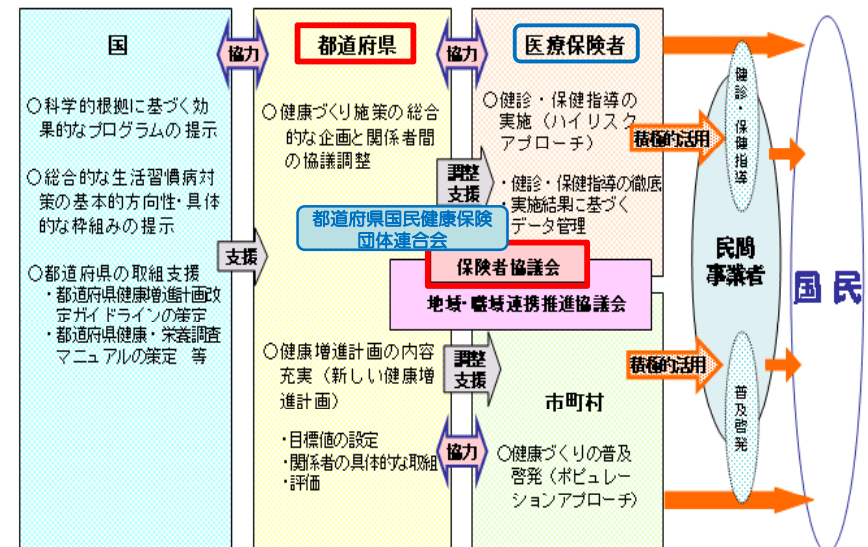 国
○科学的根拠に基づく効
果的なプログラムの提示
○総合的な生活習慣病対
策の基本的方向性・具体
的な枠組みの提示
○都道府県の取組支援
・都道府県健康増進計画改
定ガイドラインの策定
・都道府県健康・栄養調査
マニュアルの策定 等
協力
支援
都道府県
○健康づくり施策の総合
的な企画と関係者間
の協議調整
都道府県国民健康保険
団体連合会
○健康増進計画の内容
充実（新しい健康増
進計画）
・目標値の設定
・関係者の具体的な取組
・評価
協力
調整
支援
保険者協議会
地域・職域連携推進協議会
調整
支援
協力
医療保険者
○健診・保健指導の
実施（ハイリスク
アプローチ）
・健診・保健指導の徹底
・実施結果に基づく
データ管理
市町村
○健康づくりの普及
啓発（ポピュレー
ションアプローチ）
積極的活用
積極的活用
健診・保健指導
民間
事業者
普及啓発
国民